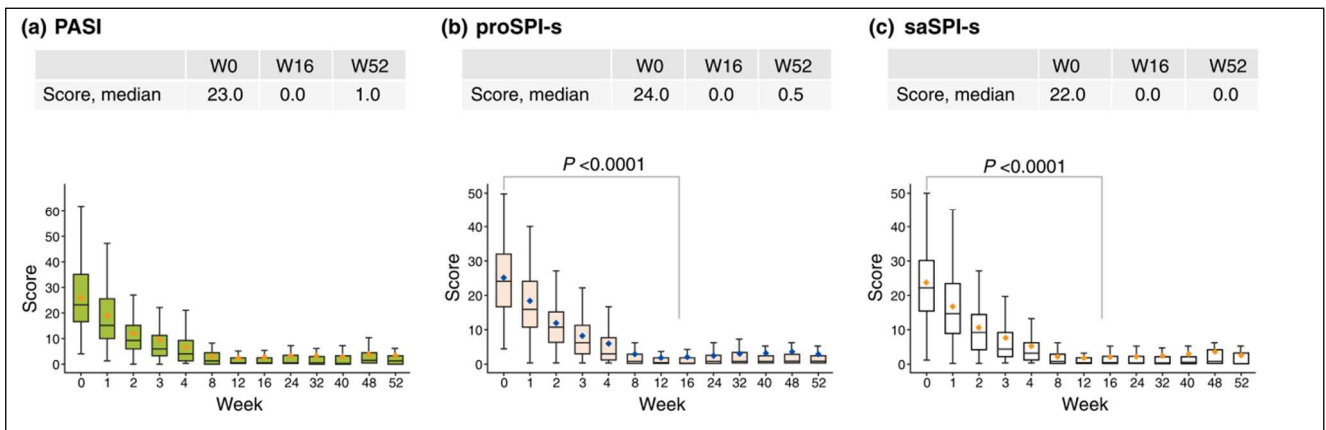 (a) PASI
W0 W16 W52
Score, median 23.0 0.0 1.0
Score
60
50
40
30
20
10
0
0 1 2 3 4 8 12 16 24 32 40 48 52
Week
(b) proSPI-s
W0 W16 W52
Score, median 24.0 0.0 0.5
P <0.0001
Score
50
40
30
20
10
0
0 1 2 3 4 8 12 16 24 32 40 48 52
Week
(c) saSPI-s
W0 W16 W52
Score, median 22.0 0.0 0.0
P <0.0001
Score
50
40
30
20
10
0
0 1 2 3 4 8 12 16 24 32 40 48 52
Week